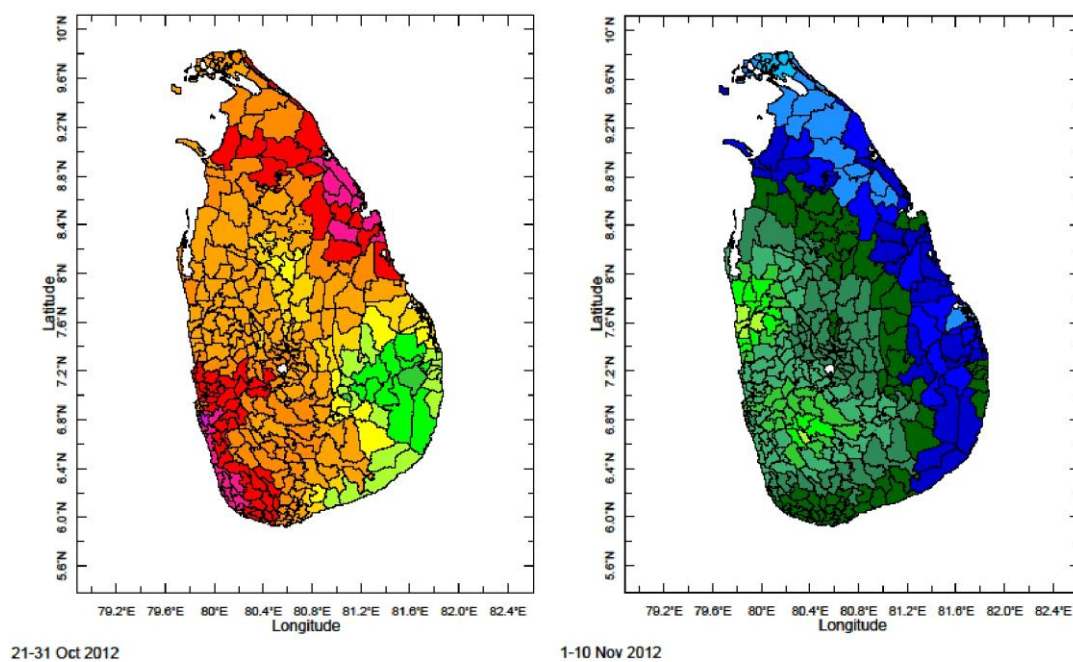 10°N
9.6°N
9.2°N
8.8°N
8.4°N
8°N
7.6°N
7.2°N
6.8°N
6.4°N
6.0°N
5.6°N
Latitude
79.2°E 79.6°E 80°E 80.4°E 80.8°E 81.2°E 81.6°E 82.0°E 82.4°E
Longitude
21-31 Oct 2012
10°N
9.6°N
9.2°N
8.8°N
8.4°N
8°N
7.6°N
7.2°N
6.8°N
6.4°N
6.0°N
5.6°N
Latitude
79.2°E 79.6°E 80°E 80.4°E 80.8°E 81.2°E 81.6°E 82.0°E 82.4°E
Longitude
1-10 Nov 2012